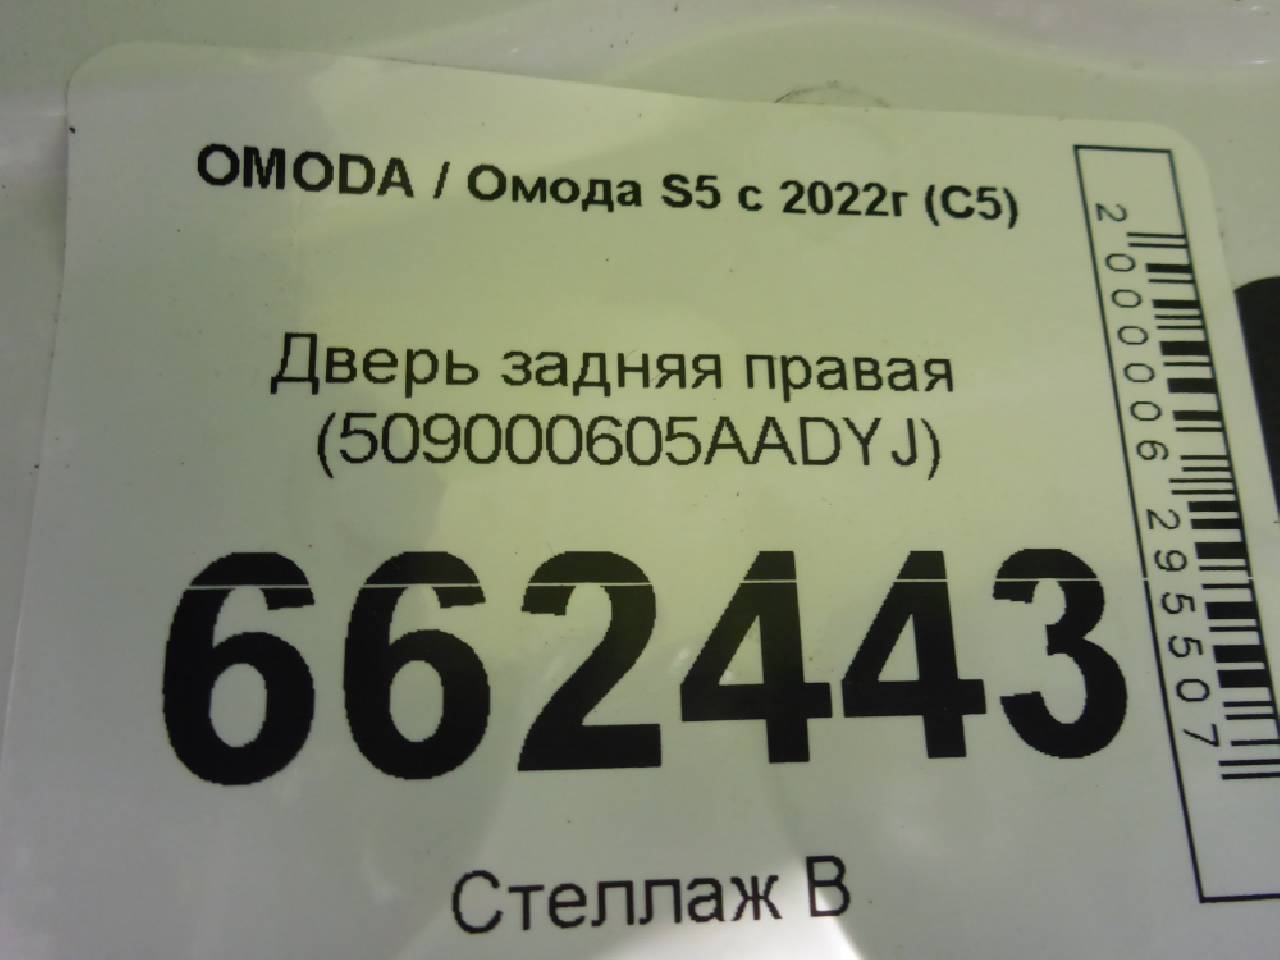 OMODA / Омода S5 с 2022г (C5)
Дверь задняя правая
(509000605AADYJ)
662443
Стеллаж В
2000006295507